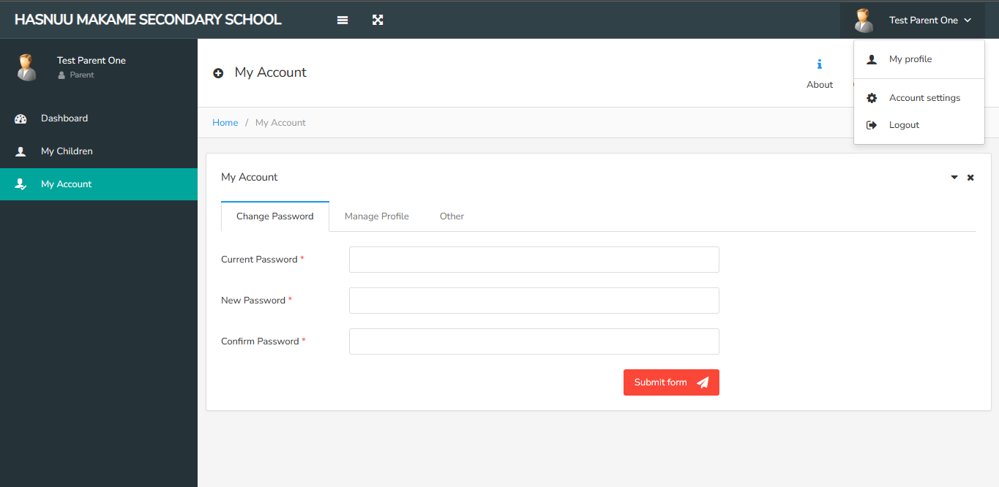 HASNUU MAKAME SECONDARY SCHOOL
Test Parent One
Test Parent One
Parent
Dashboard
My Children
My Account
My Account
About
My profile
Account settings
Logout
Home / My Account
My Account
Change Password
Manage Profile
Other
Current Password *
New Password *
Confirm Password *
Submit form